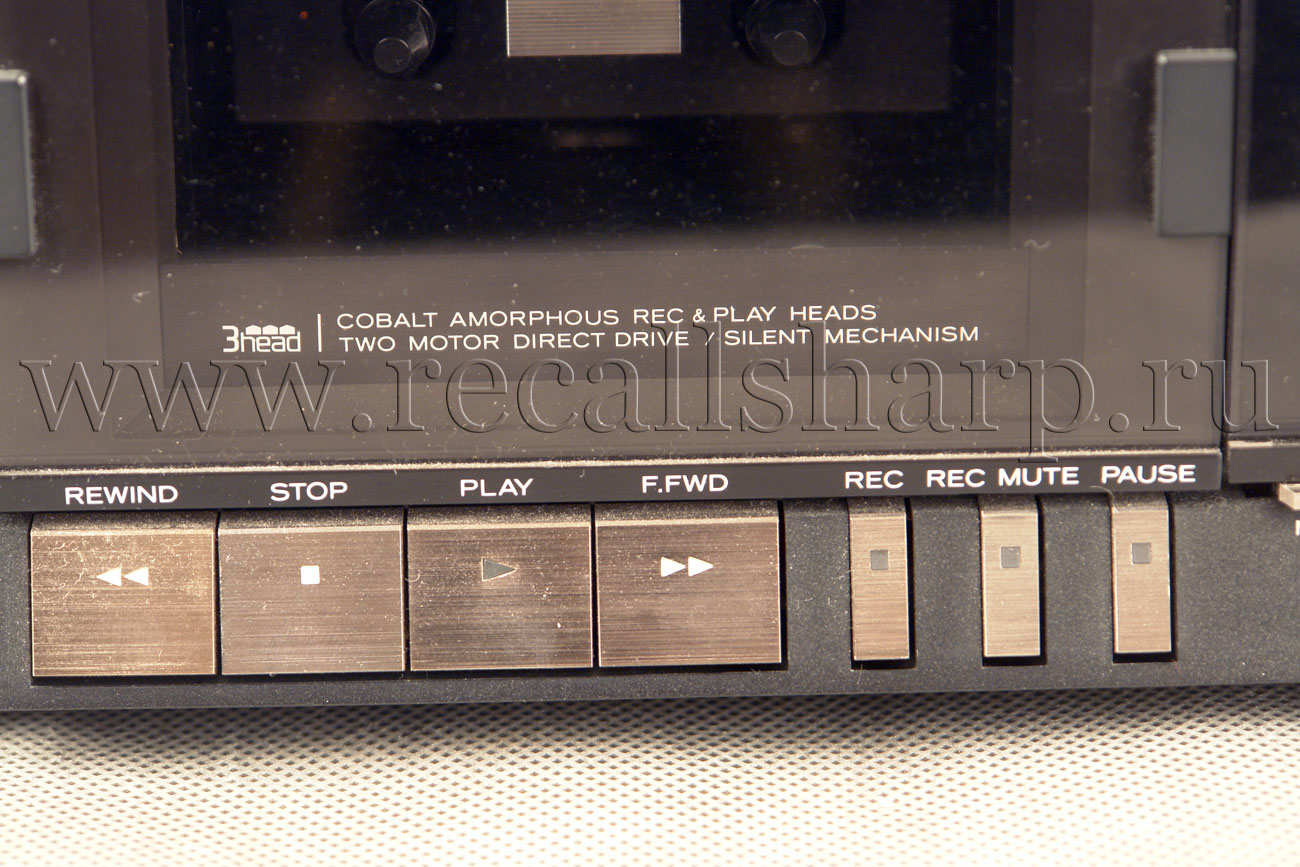 3head
COBALT AMORPHOUS REC & PLAY HEADS
TWO MOTOR DIRECT DRIVE / SILENT MECHANISM
www.recallsharp.ru
REWIND STOP PLAY F.FWD REC REC MUTE PAUSE